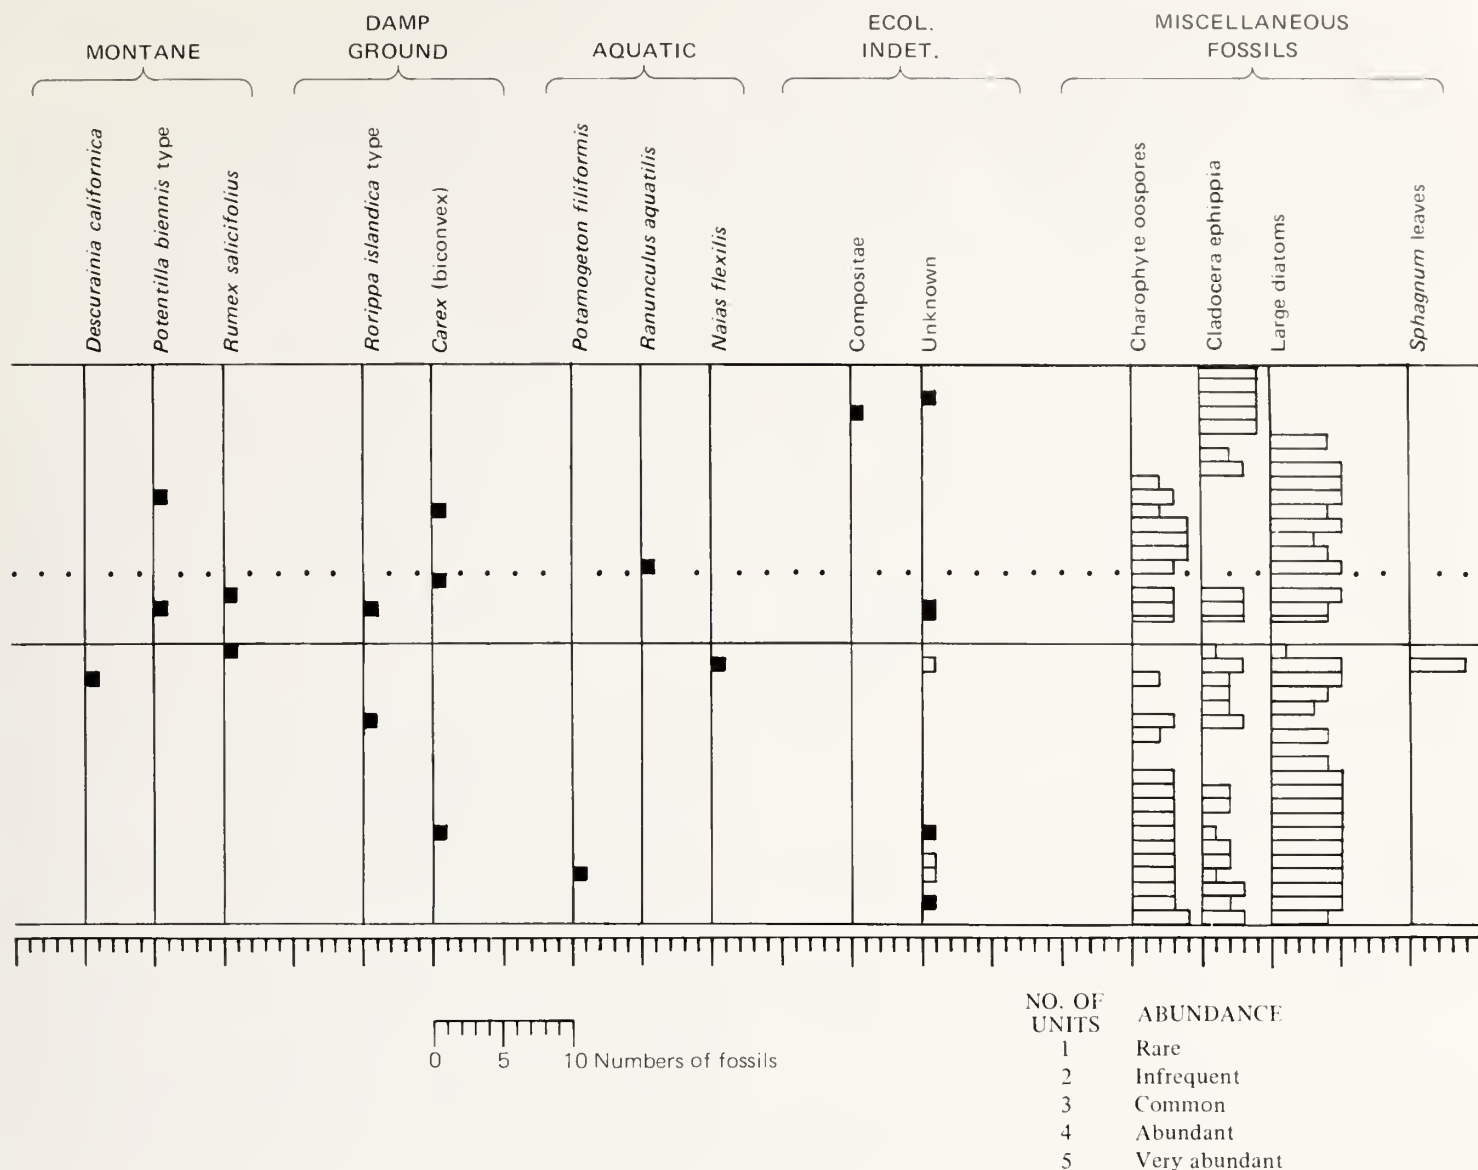 MONTANE
DAMP
GROUND
AQUATIC
ECOL.
INDET.
MISCELLANEOUS
FOSSILS
Descurainia californica
Potentilla biennis type
Rumex salicifolius
Rorippa islandica type
Carex (biconvex)
Potamogeton filiformis
Ranunculus aquatilis
Naias flexilis
Compositae
Unknown
Charophyte oospores
Cladocera ephippia
Large diatoms
Sphagnum leaves
0 5 10 Numbers of fossils
NO. OF
UNITS ABUNDANCE
1 Rare
2 Infrequent
3 Common
4 Abundant
5 Very abundant